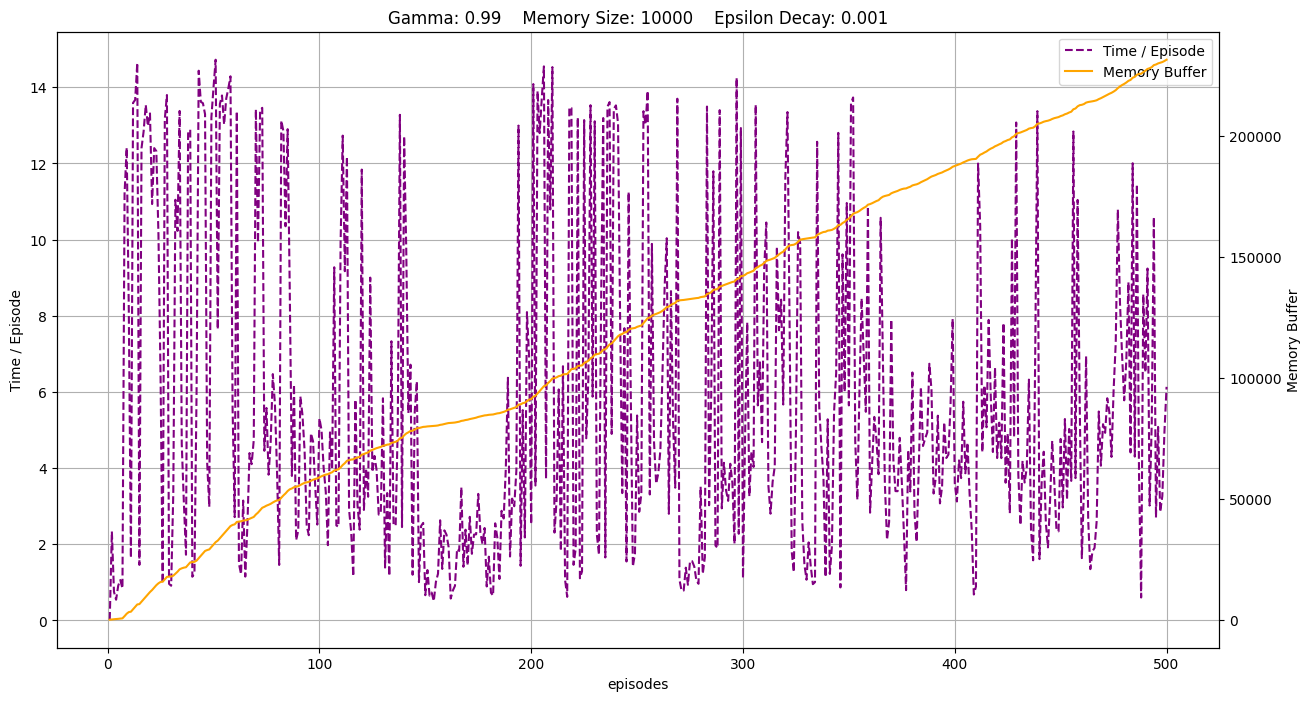 Gamma: 0.99    Memory Size: 10000    Epsilon Decay: 0.001
Time / Episode
Memory Buffer
14
12
10
8
6
4
2
0
Time / Episode
200000
150000
100000
50000
0
Memory Buffer
0 100 200 300 400 500
episodes